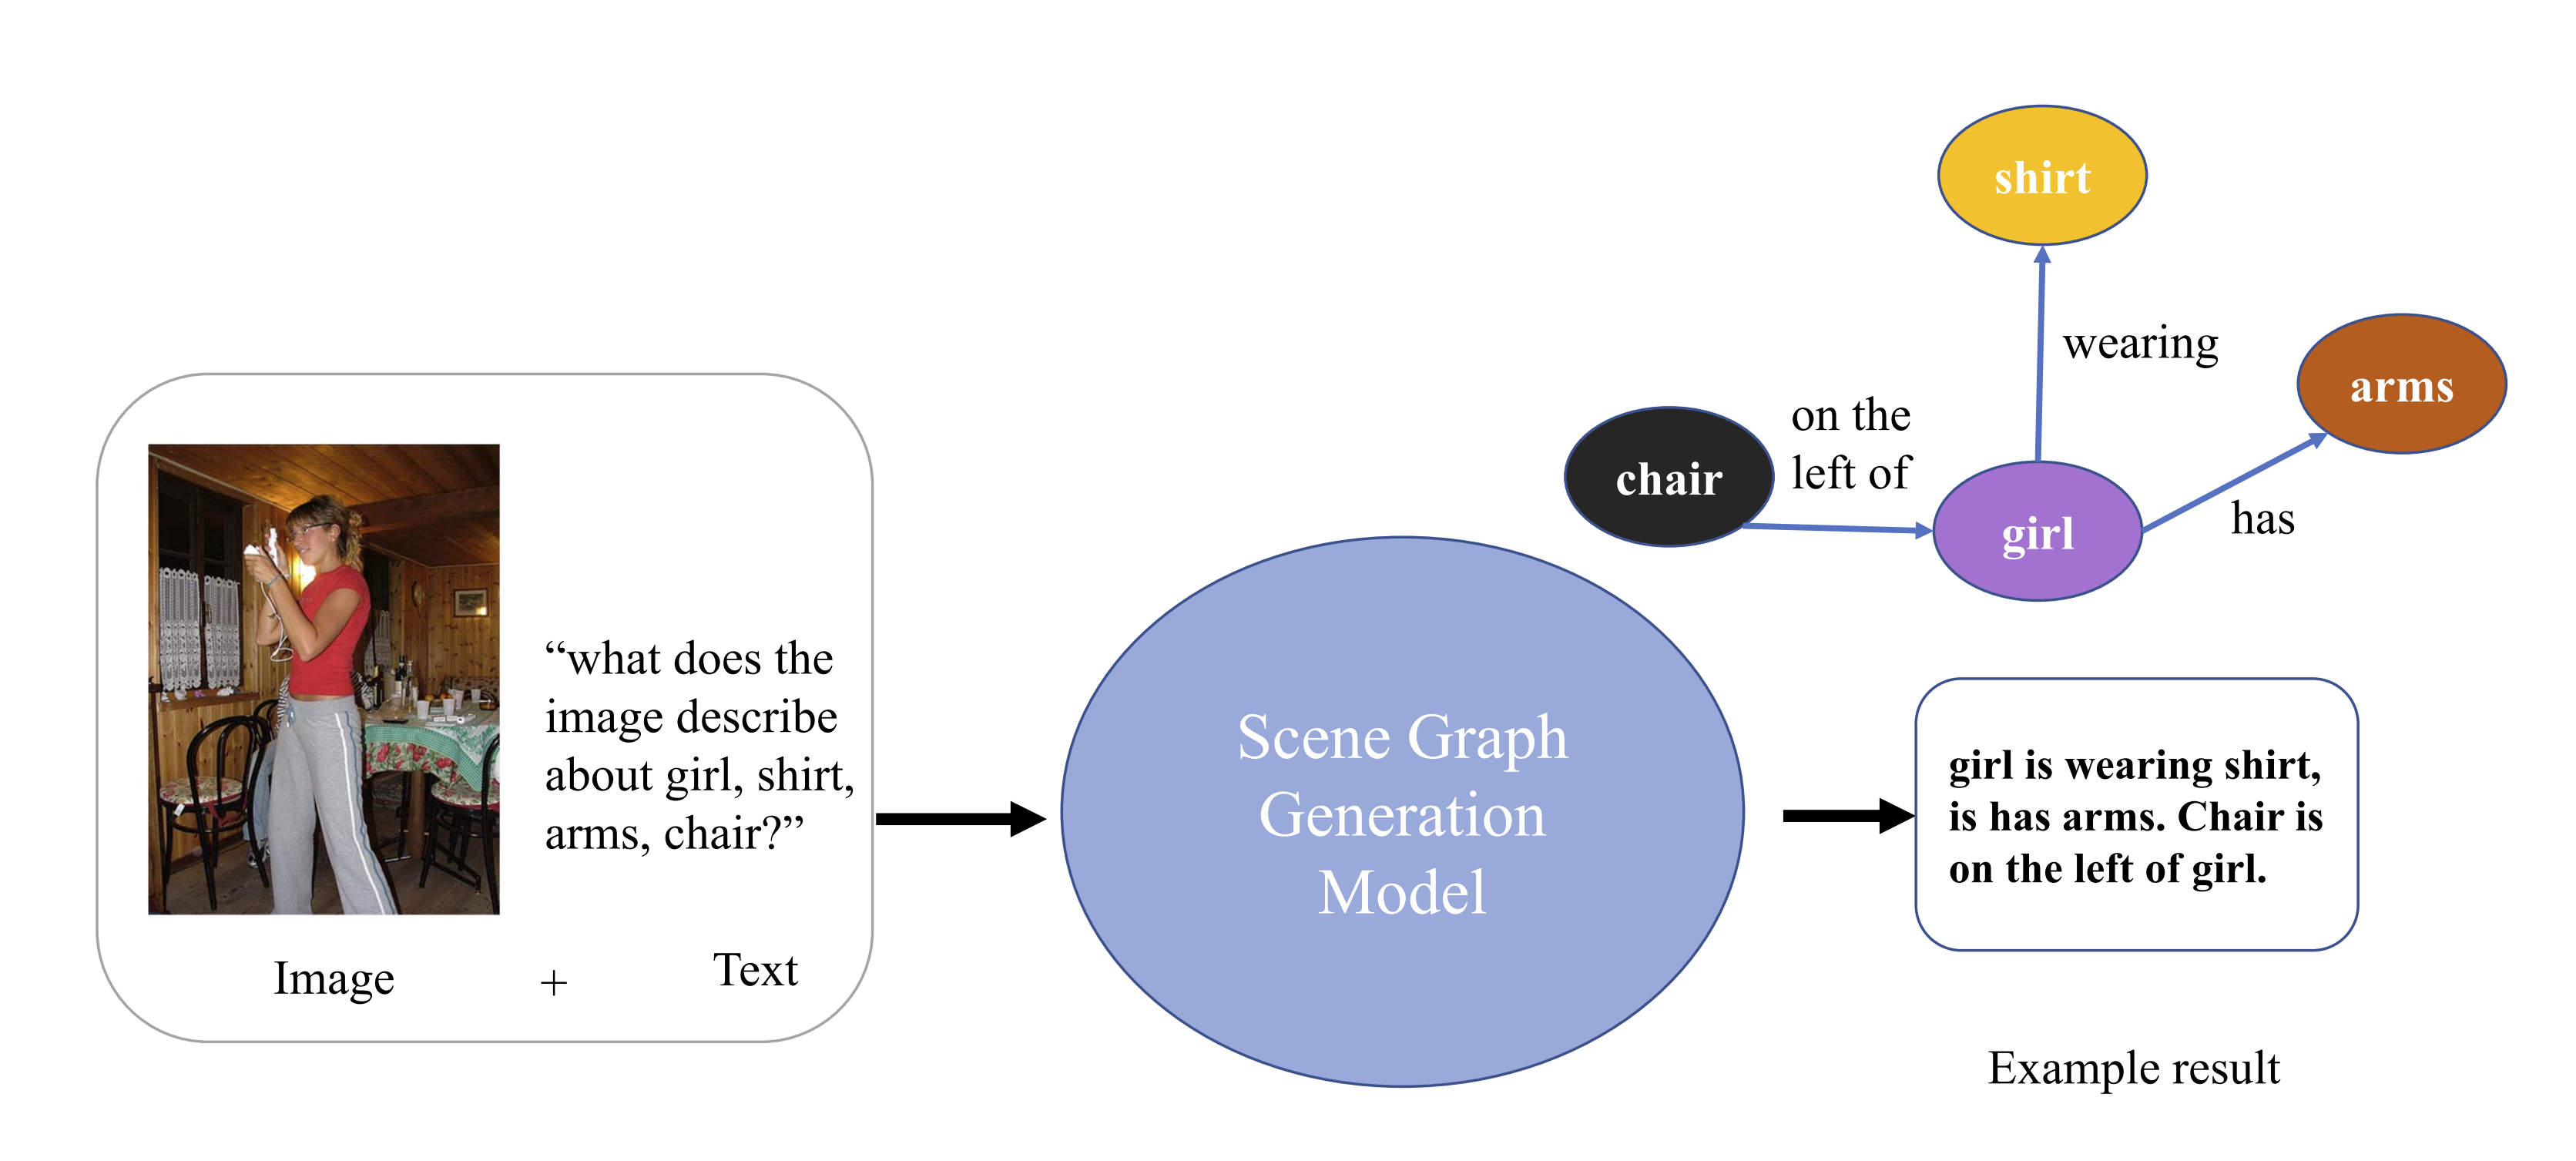 “what does the
image describe
about girl, shirt,
arms, chair?”
Image
+
Text
Scene Graph
Generation
Model
shirt
wearing
arms
on the
left of
chair
girl
has
girl is wearing shirt,
is has arms. Chair is
on the left of girl.
Example result